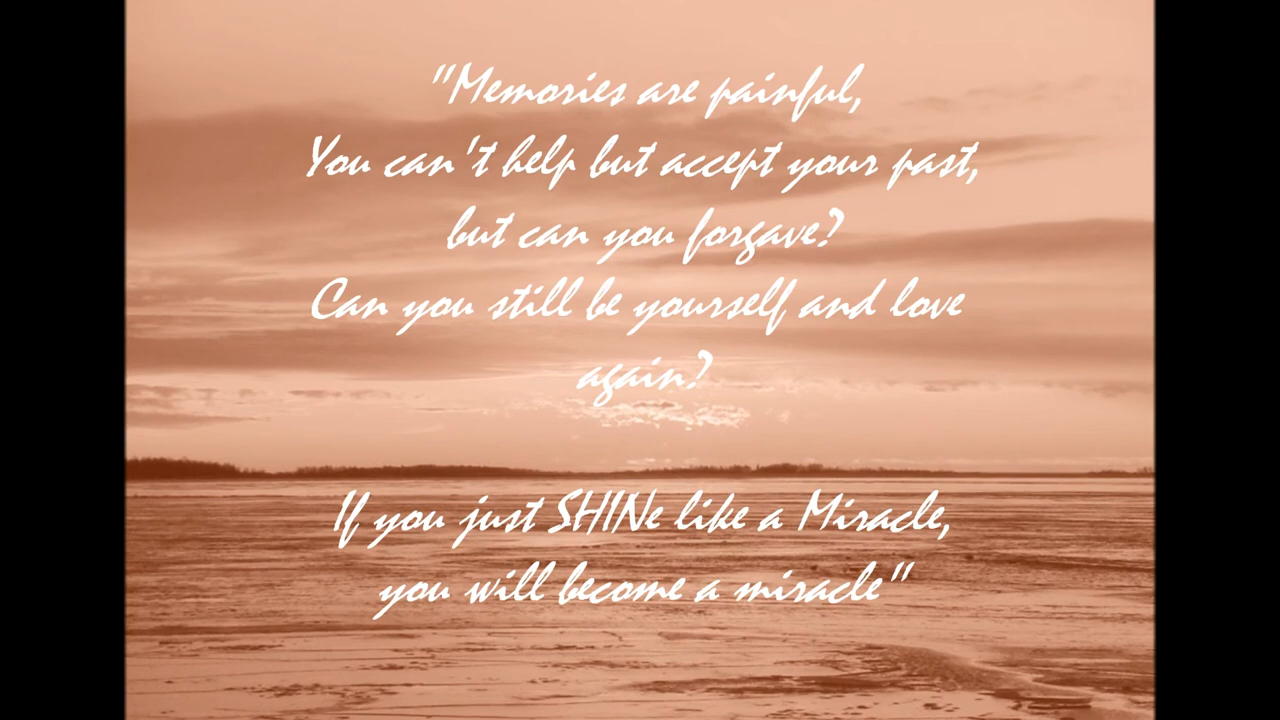 "Memories are painful,
You can't help but accept your past,
but can you forgave?
Can you still be yourself and love
again?
If you just SHINe like a Miracle,
you will become a miracle"